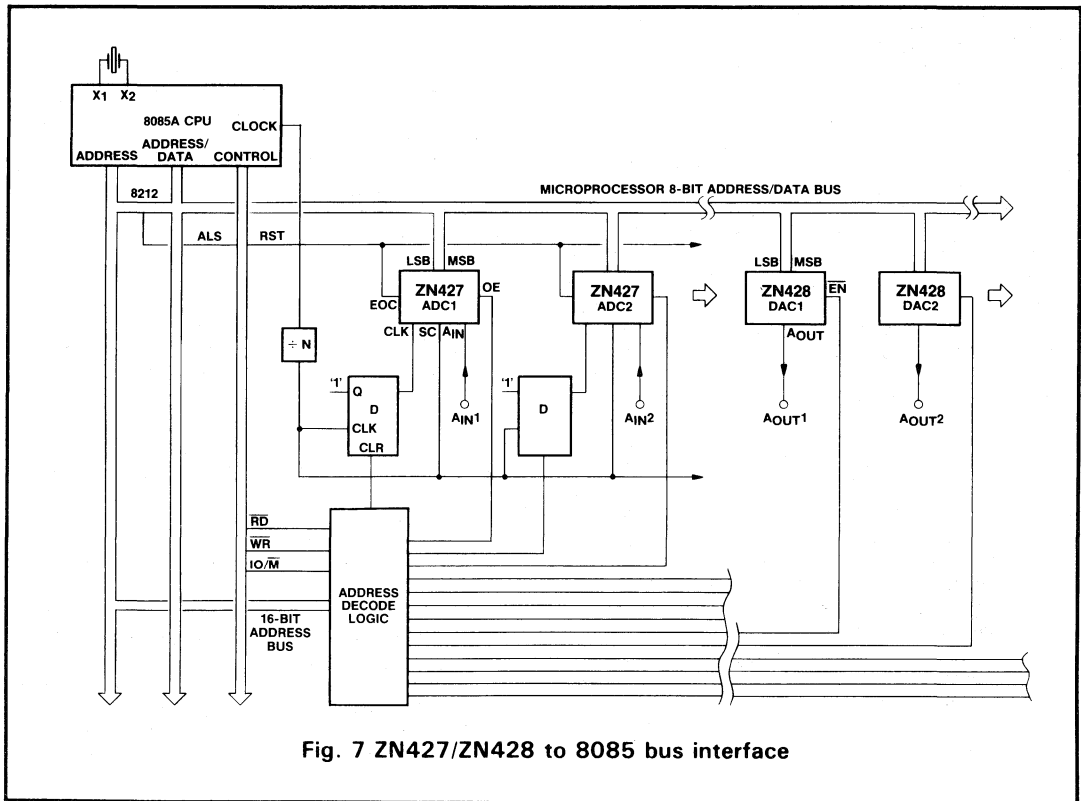 X1 X2
8085A CPU
CLOCK
ADDRESS
ADDRESS/
DATA
CONTROL
8212
MICROPROCESSOR 8-BIT ADDRESS/DATA BUS
ALS RST
LSB MSB
ZN427
ADC1
OE
EOC
CLK SC AIN
ZN427
ADC2
LSB MSB
ZN428
DAC1
EN
AOUT
ZN428
DAC2
÷ N
'1'
Q
D
CLK
CLR
AIN1
'1'
D
AIN2
AOUT1
AOUT2
RD
WR
IO/M
16-BIT
ADDRESS
BUS
ADDRESS
DECODE
LOGIC
Fig. 7 ZN427/ZN428 to 8085 bus interface